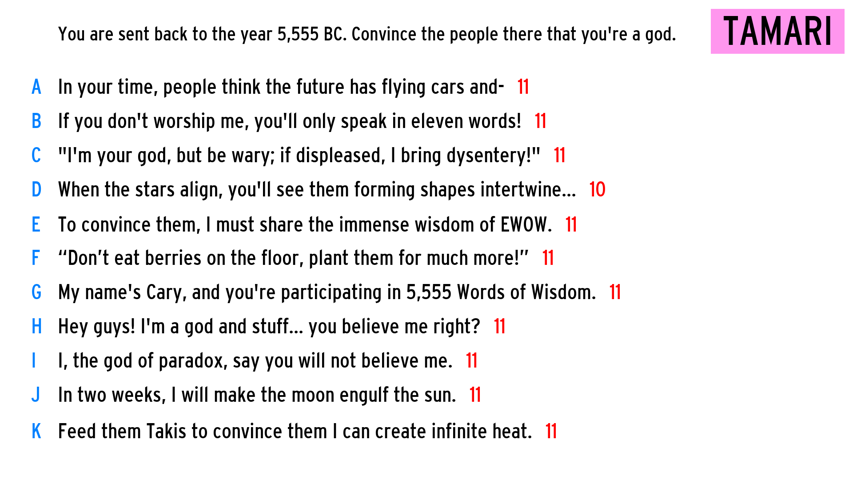 You are sent back to the year 5,555 BC. Convince the people there that you're a god.
TAMARI
A In your time, people think the future has flying cars and- 11
B If you don't worship me, you'll only speak in eleven words! 11
C "I'm your god, but be wary; if displeased, I bring dysentery!" 11
D When the stars align, you'll see them forming shapes intertwine... 10
E To convince them, I must share the immense wisdom of EWOW. 11
F “Don’t eat berries on the floor, plant them for much more!” 11
G My name's Cary, and you're participating in 5,555 Words of Wisdom. 11
H Hey guys! I'm a god and stuff... you believe me right? 11
I I, the god of paradox, say you will not believe me. 11
J In two weeks, I will make the moon engulf the sun. 11
K Feed them Takis to convince them I can create infinite heat. 11